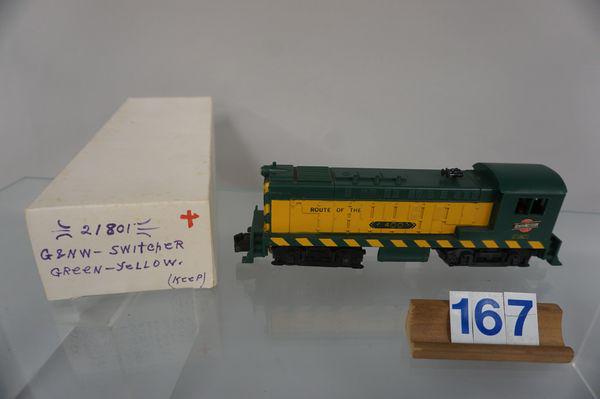 21801
G&NW - SWITCHER
GREEN - YELLOW.
(KEEP)
ROUTE OF THE
167